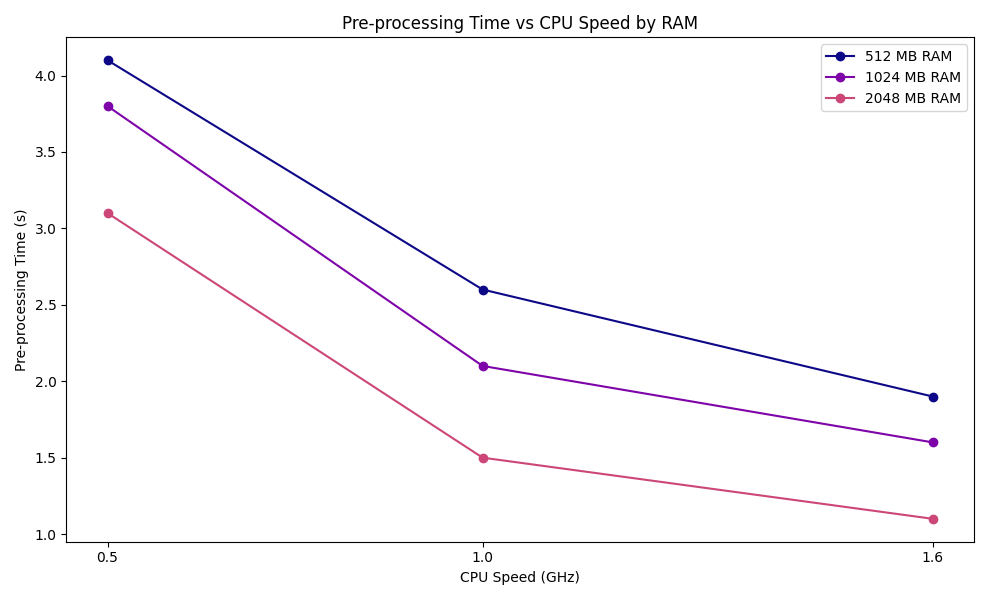 Pre-processing Time vs CPU Speed by RAM
512 MB RAM
1024 MB RAM
2048 MB RAM
Pre-processing Time (s)
4.0
3.5
3.0
2.5
2.0
1.5
1.0
0.5 1.0 1.6
CPU Speed (GHz)